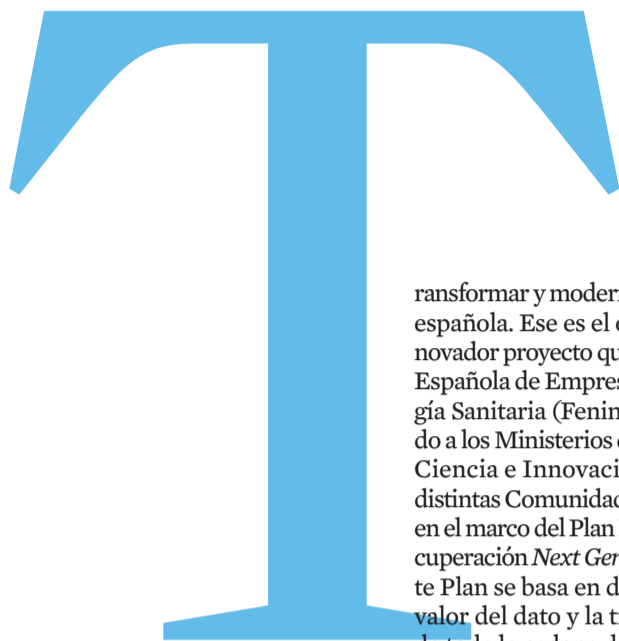 T
ransformar y moder
española. Ese es el
novador proyecto qu
Española de Empres
gía Sanitaria (Fenin
do a los Ministerios
Ciencia e Innovaci
distintas Comunidad
en el marco del Plan
cuperación Next Ger
te Plan se basa en d
valor del dato y la t